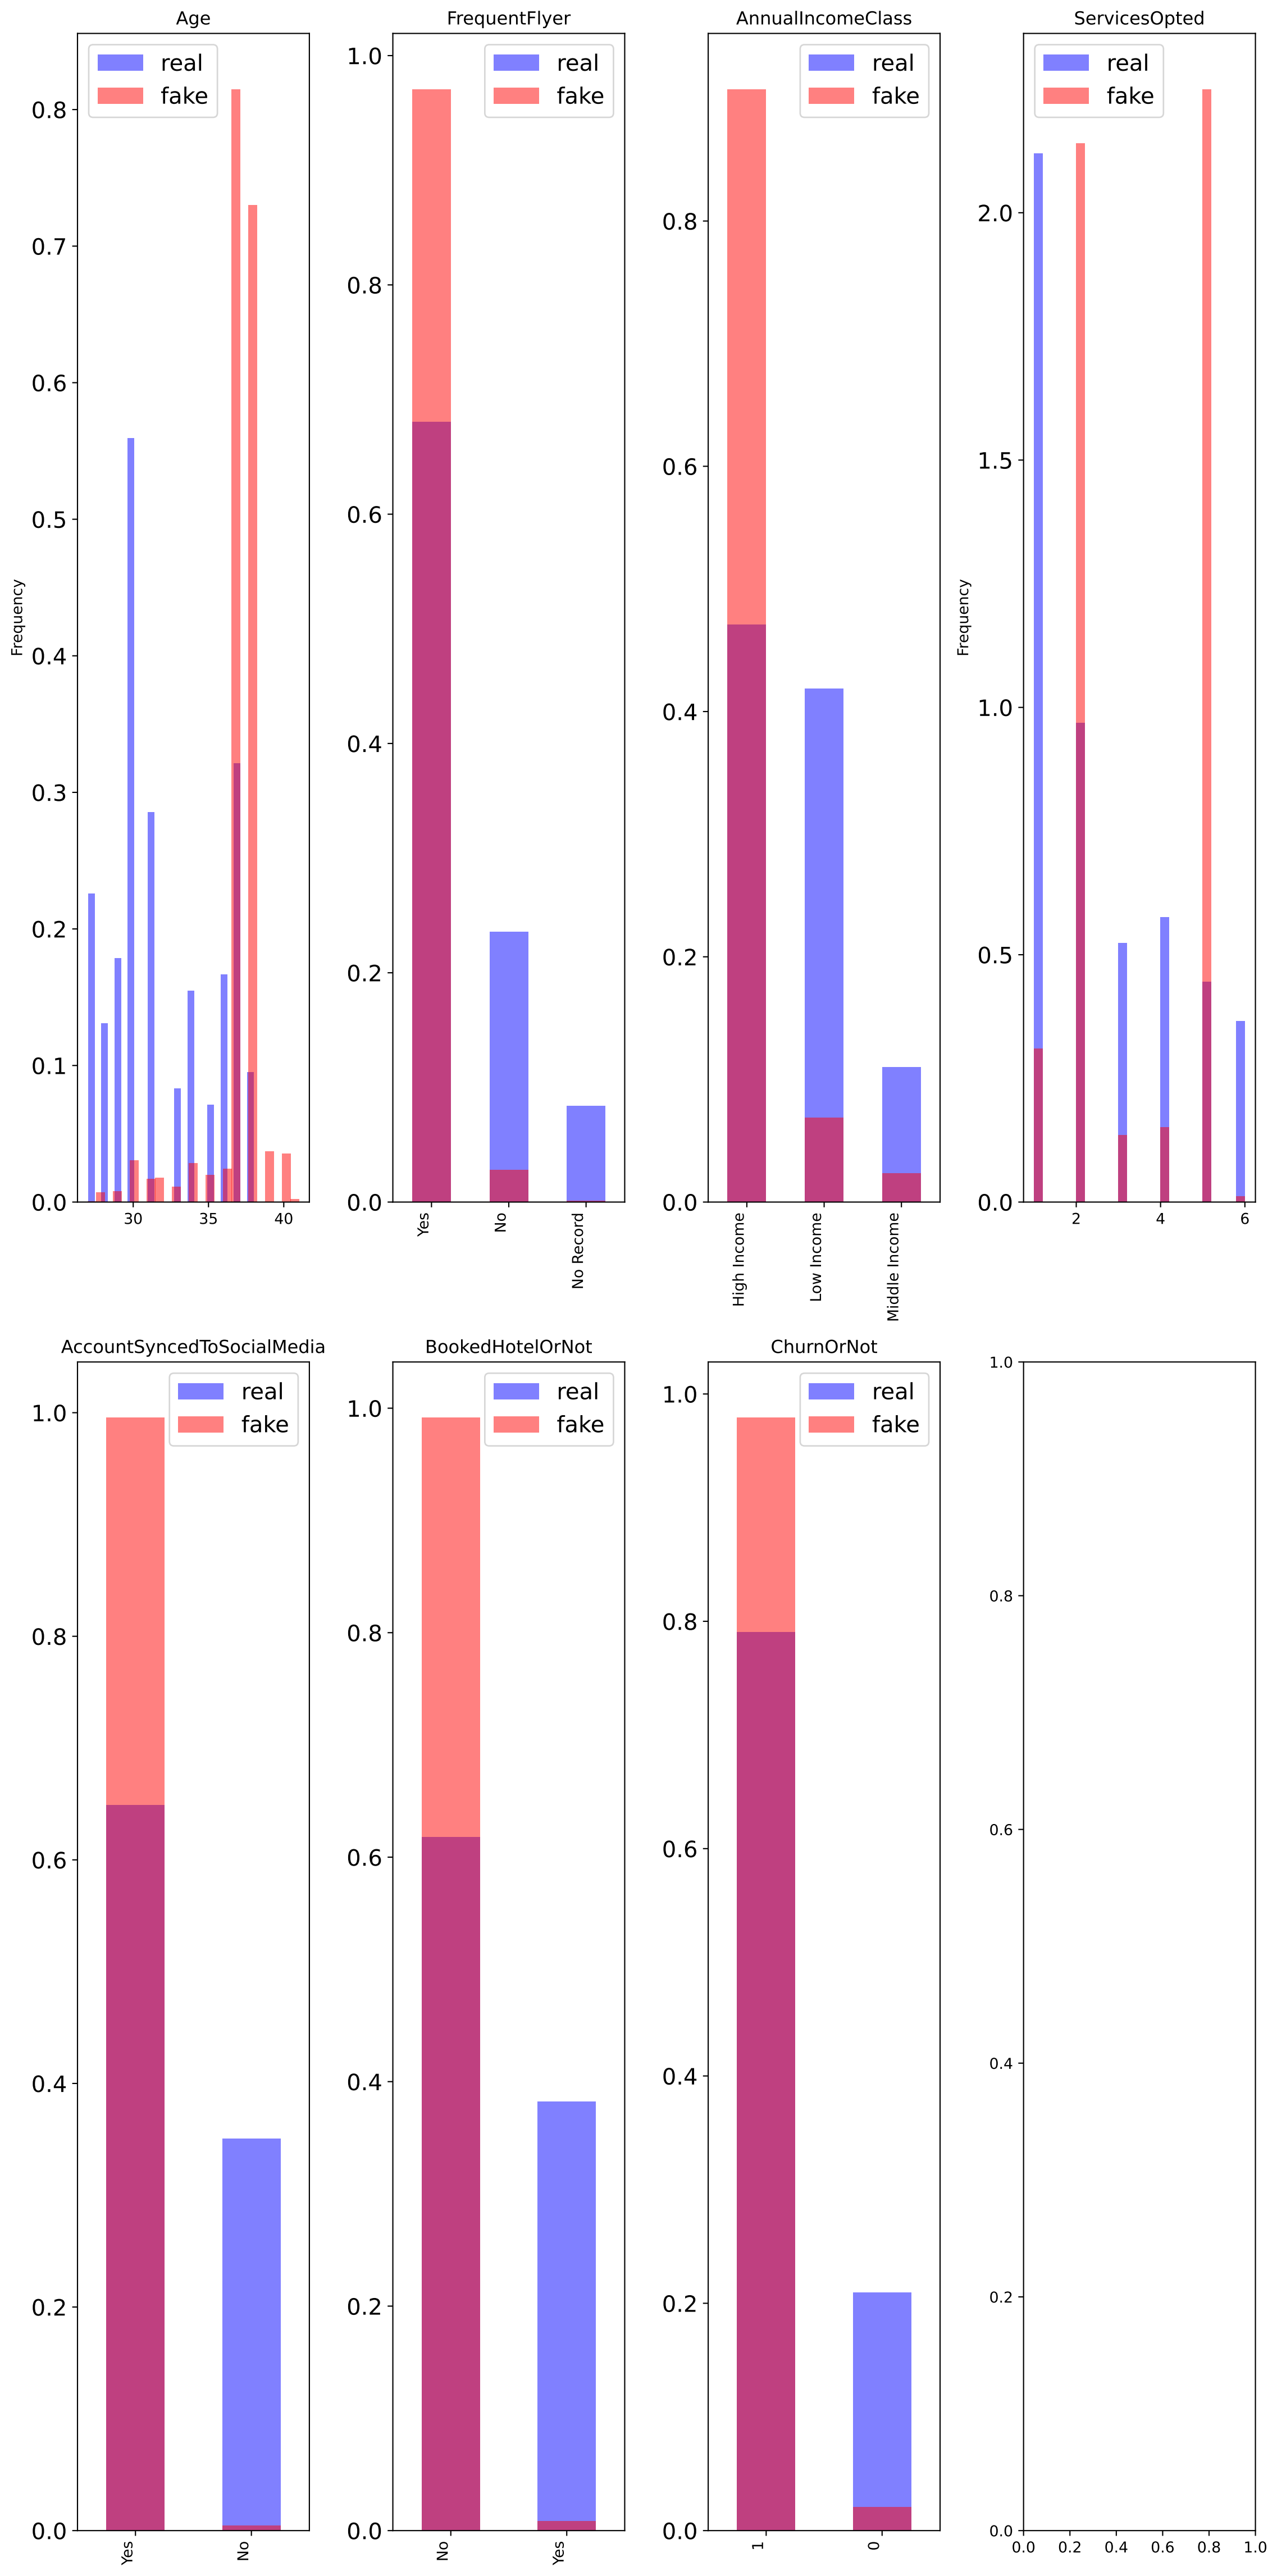 Age
real
fake
Frequency
0.8
0.7
0.6
0.5
0.4
0.3
0.2
0.1
0.0
30 35 40
FrequentFlyer
real
fake
1.0
0.8
0.6
0.4
0.2
0.0
Yes
No
No Record
AnnualIncomeClass
real
fake
0.8
0.6
0.4
0.2
0.0
High Income
Low Income
Middle Income
ServicesOpted
real
fake
Frequency
2.0
1.5
1.0
0.5
0.0
2 4 6
AccountSyncedToSocialMedia
real
fake
1.0
0.8
0.6
0.4
0.2
0.0
Yes
No
BookedHotelOrNot
real
fake
1.0
0.8
0.6
0.4
0.2
0.0
No
Yes
ChurnOrNot
real
fake
1.0
0.8
0.6
0.4
0.2
0.0
1
0
1.0
0.8
0.6
0.4
0.2
0.0
0.0 0.2 0.4 0.6 0.8 1.0